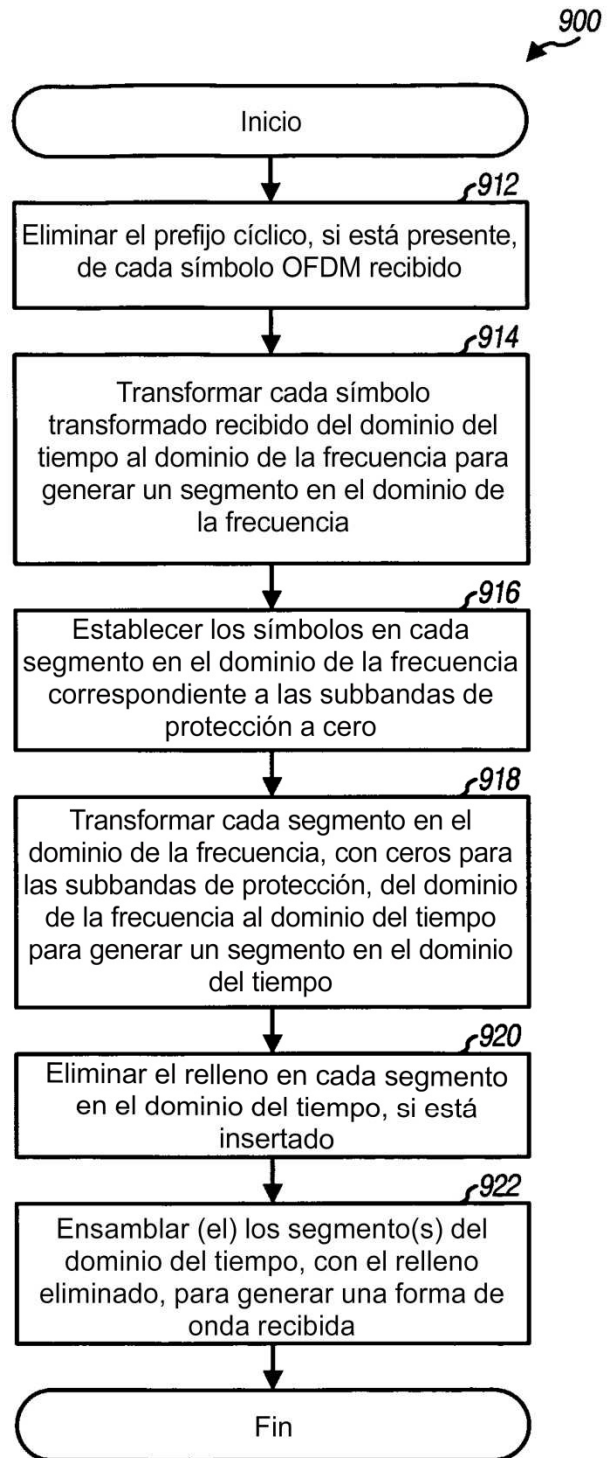 900
Inicio
912
Eliminar el prefijo cíclico, si está presente,
de cada símbolo OFDM recibido
914
Transformar cada símbolo
transformado recibido del dominio del
tiempo al dominio de la frecuencia para
generar un segmento en el dominio de
la frecuencia
916
Establecer los símbolos en cada
segmento en el dominio de la frecuencia
correspondiente a las subbandas de
protección a cero
918
Transformar cada segmento en el
dominio de la frecuencia, con ceros para
las subbandas de protección, del dominio
de la frecuencia al dominio del tiempo
para generar un segmento en el dominio
del tiempo
920
Eliminar el relleno en cada segmento
en el dominio del tiempo, si está
insertado
922
Ensamblar (el) los segmento(s) del
dominio del tiempo, con el relleno
eliminado, para generar una forma de
onda recibida
Fin